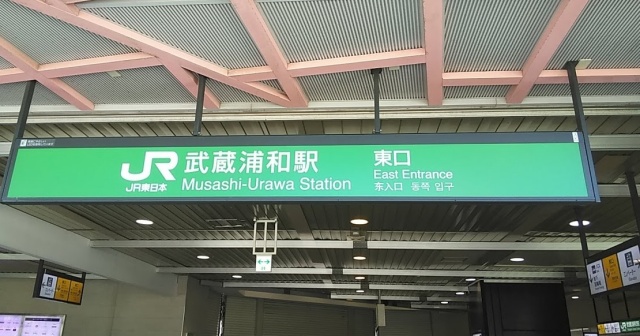 JR 武蔵浦和駅 東口
JR東日本 Musashi-Urawa Station East Entrance
东入口 동쪽 입구